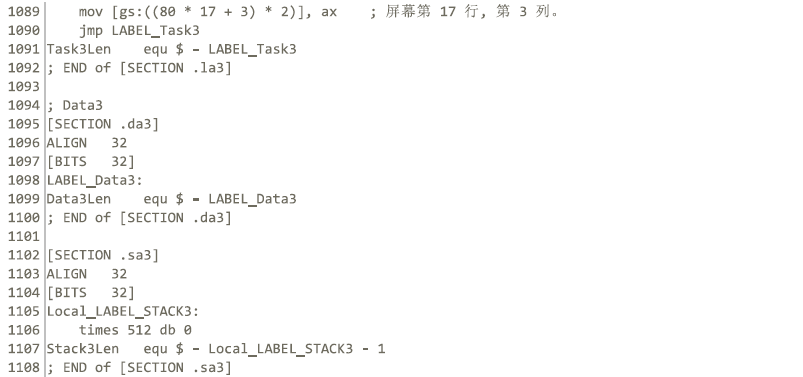 1089     mov [gs:((80 * 17 + 3) * 2)], ax    ; 屏幕第 17 行, 第 3 列。
1090     jmp LABEL_Task3
1091 Task3Len   equ $ - LABEL_Task3
1092 ; END of [SECTION .la3]
1093
1094 ; Data3
1095 [SECTION .da3]
1096 ALIGN   32
1097 [BITS   32]
1098 LABEL_Data3:
1099 Data3Len    equ $ - LABEL_Data3
1100 ; END of [SECTION .da3]
1101
1102 [SECTION .sa3]
1103 ALIGN   32
1104 [BITS   32]
1105 Local_LABEL_STACK3:
1106     times 512 db 0
1107 Stack3Len   equ $ - Local_LABEL_STACK3 - 1
1108 ; END of [SECTION .sa3]